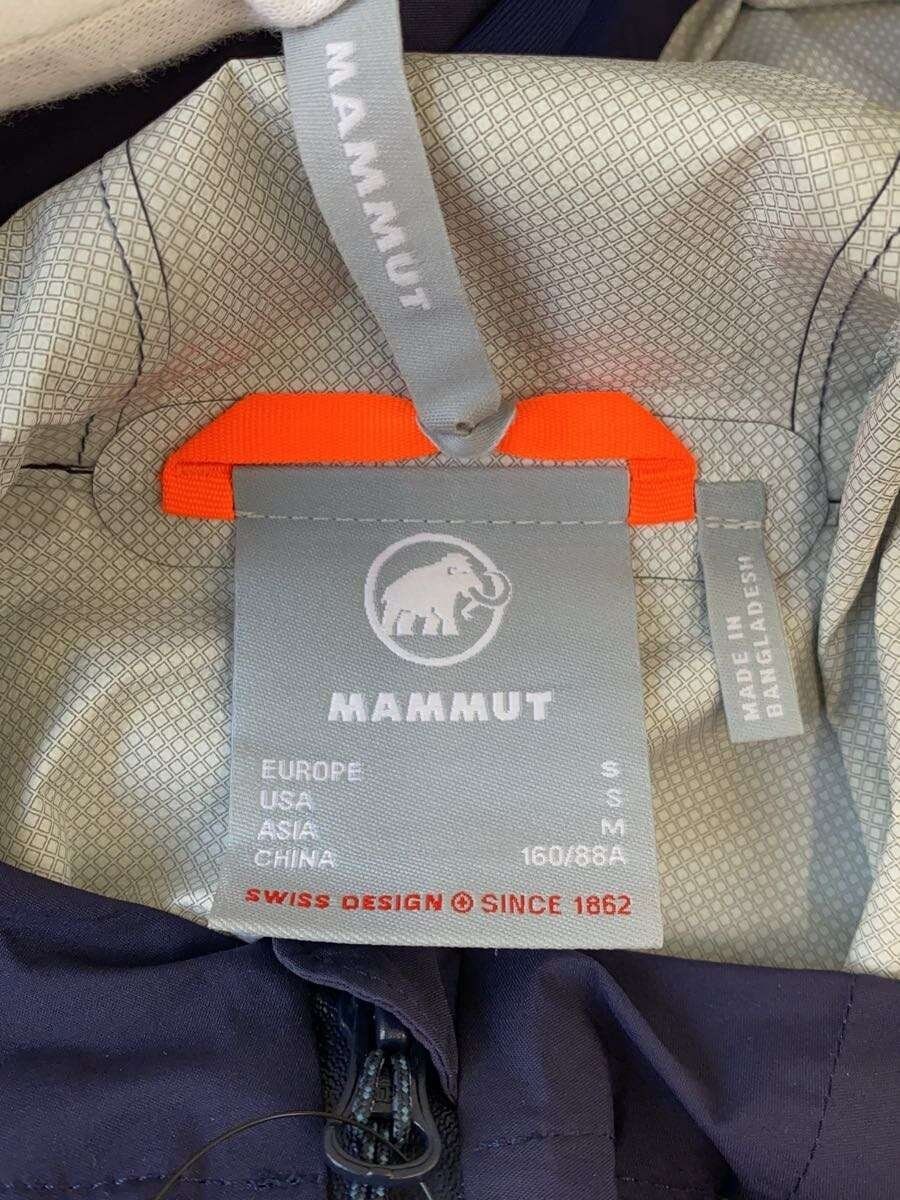 MAMMUT
MAMMUT
EUROPE S
USA S
ASIA M
CHINA 160/88A
SWISS DESIGN SINCE 1862
MADE IN
BANGLADESH